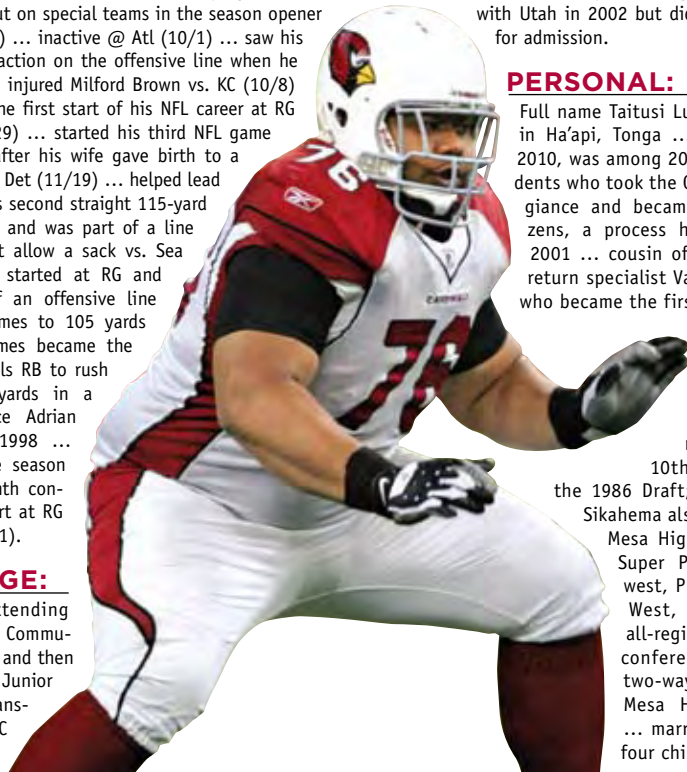 ut on special teams in the season opener
) … inactive @ Atl (10/1) … saw his
action on the offensive line when he
injured Milford Brown vs. KC (10/8)
ne first start of his NFL career at RG
29) … started his third NFL game
after his wife gave birth to a
Det (11/19) … helped lead
s second straight 115-yard
and was part of a line
t allow a sack vs. Sea
started at RG and
f an offensive line
mes to 105 yards
mes became the
ls RB to rush
yards in a
ce Adrian
1998 …
e season
nth con-
rt at RG
1).
GE:
tending
Commu-
and then
Junior
ans-
C
with Utah in 2002 but did
for admission.
PERSONAL:
Full name Taitusi Lu
in Ha’api, Tonga …
2010, was among 20
dents who took the O
giance and becam
zens, a process h
2001 … cousin of
return specialist Va
who became the firs
10th
the 1986 Draft;
Sikahema als
Mesa Hig
Super P
west, P
West,
all-regi
confere
two-way
Mesa H
… marr
four chi
76
CARDINALS
76